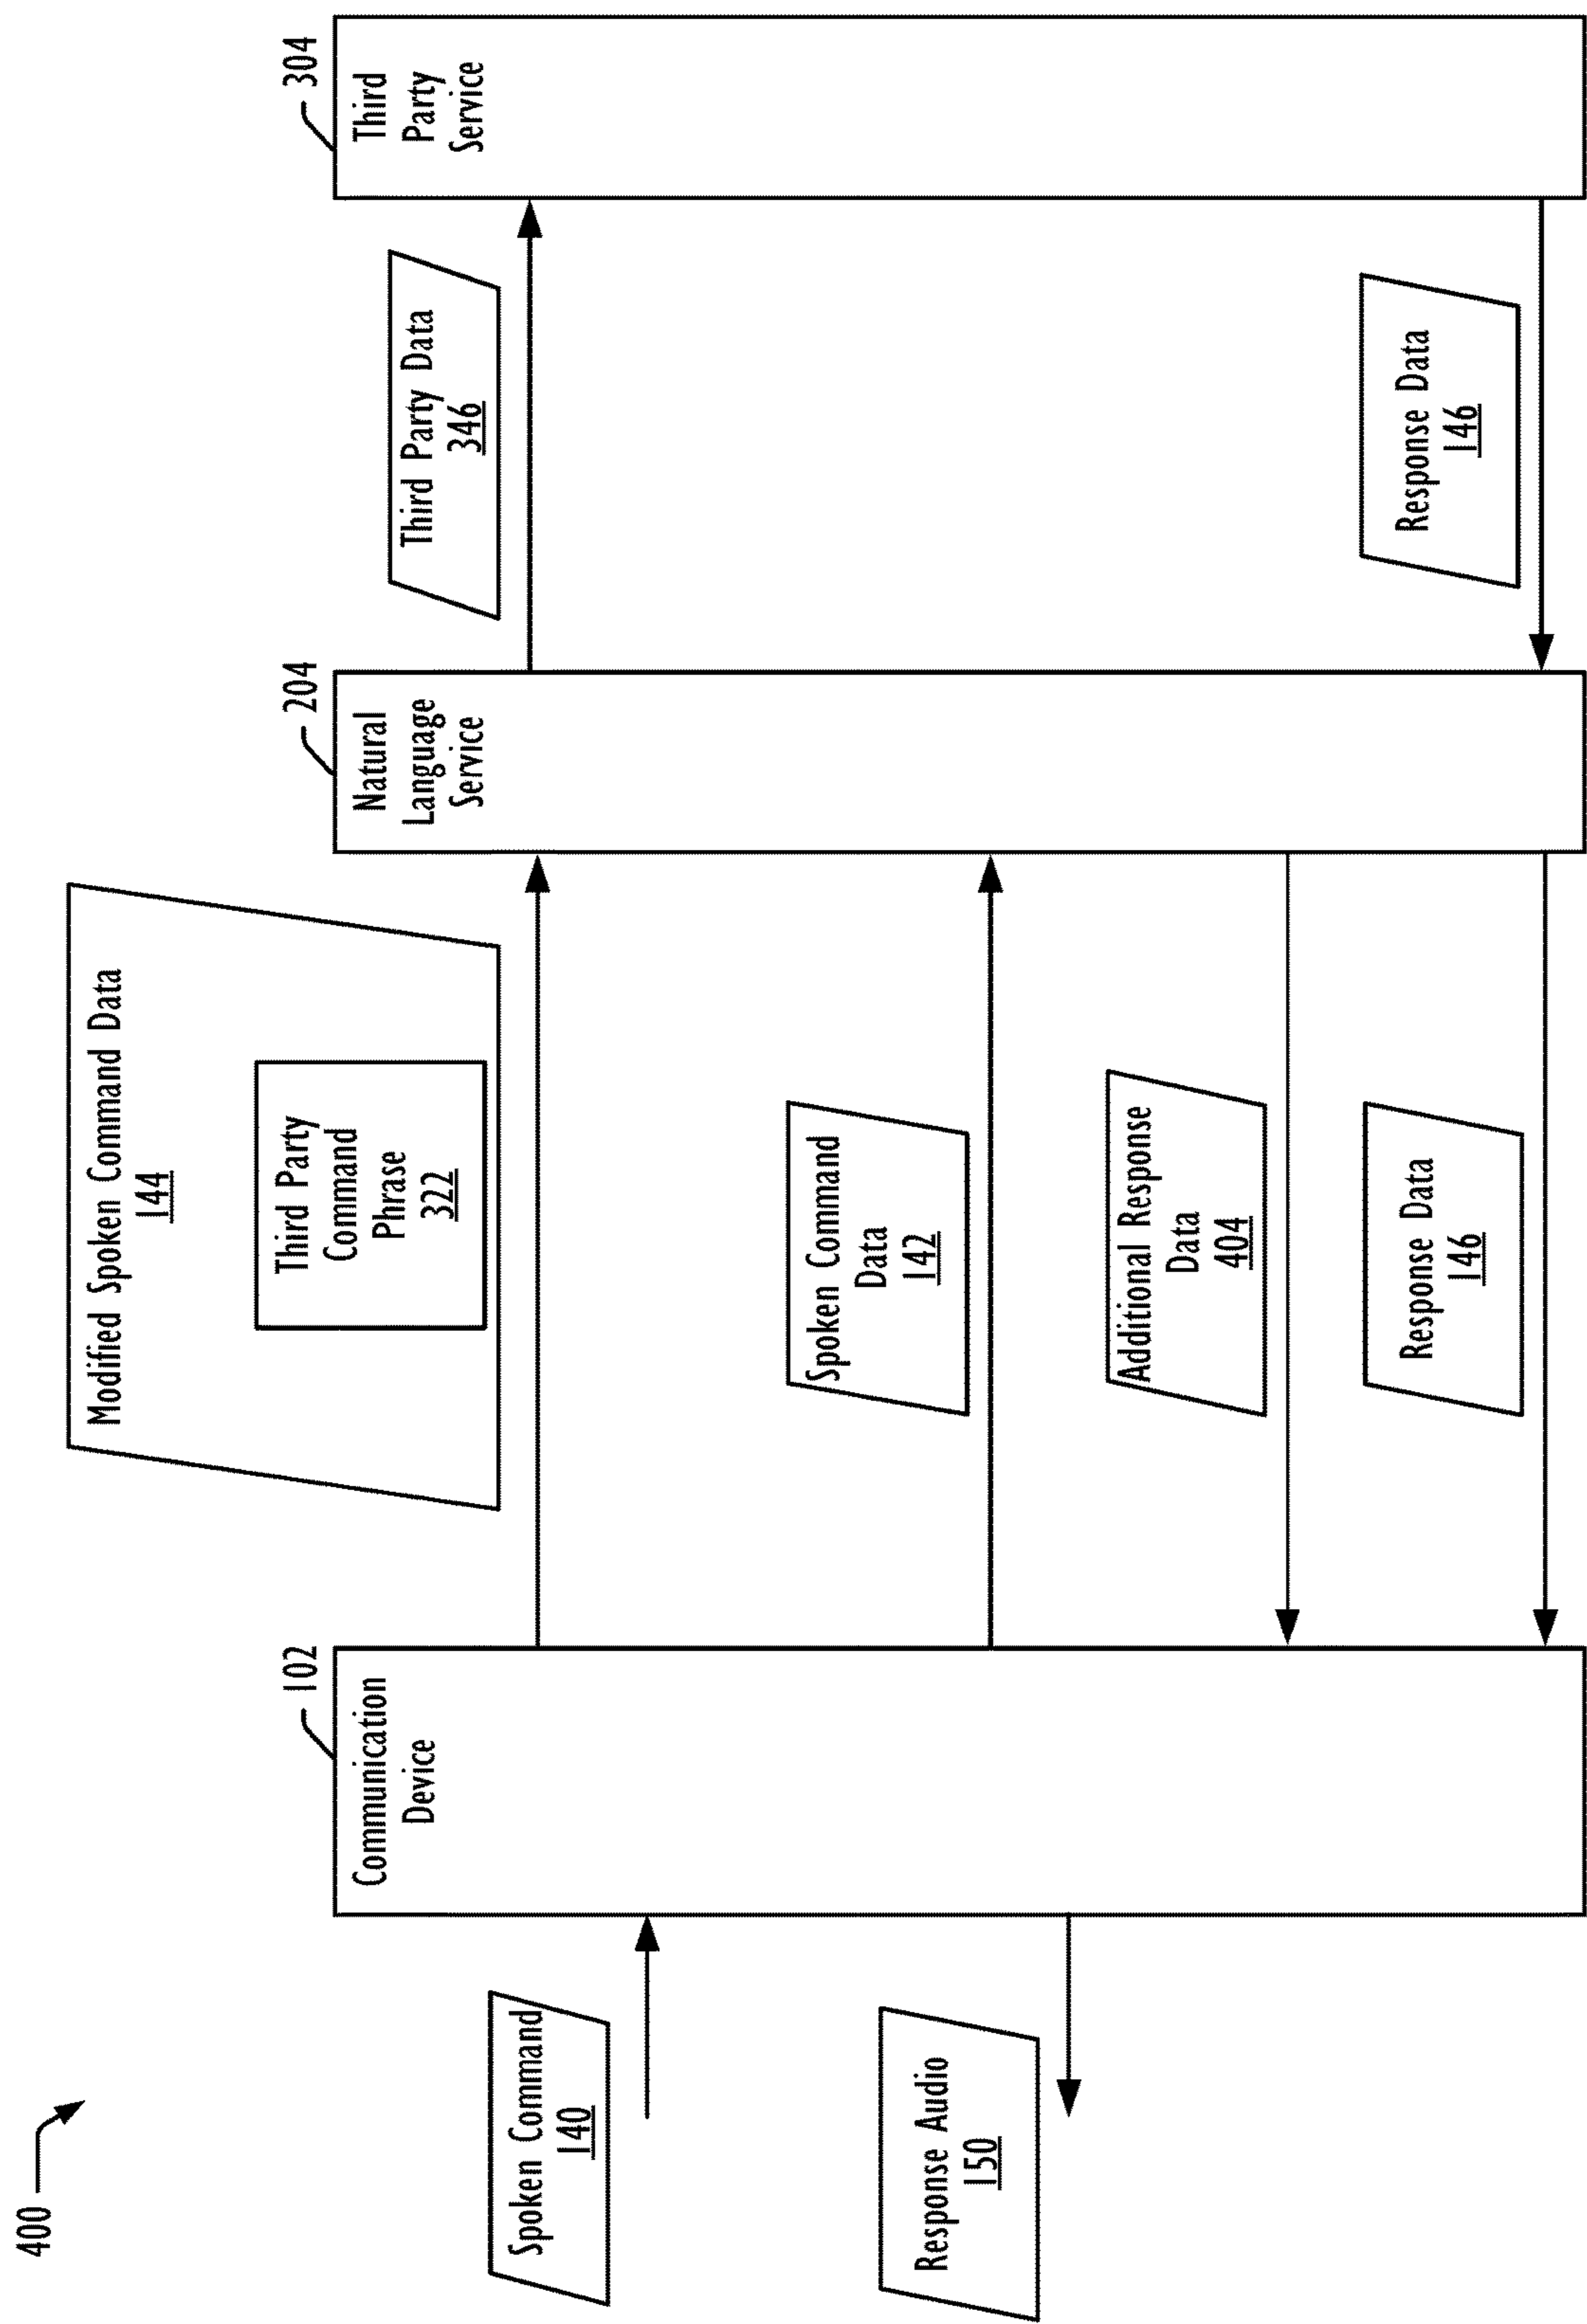 400
Spoken Command
140
Response Audio
150
102
Communication
Device
Modified Spoken Command Data
144
Third Party
Command
Phrase
322
Spoken Command
Data
142
Additional Response
Data
404
Response Data
146
204
Natural
Language
Service
Third Party Data
346
Response Data
146
304
Third
Party
Service